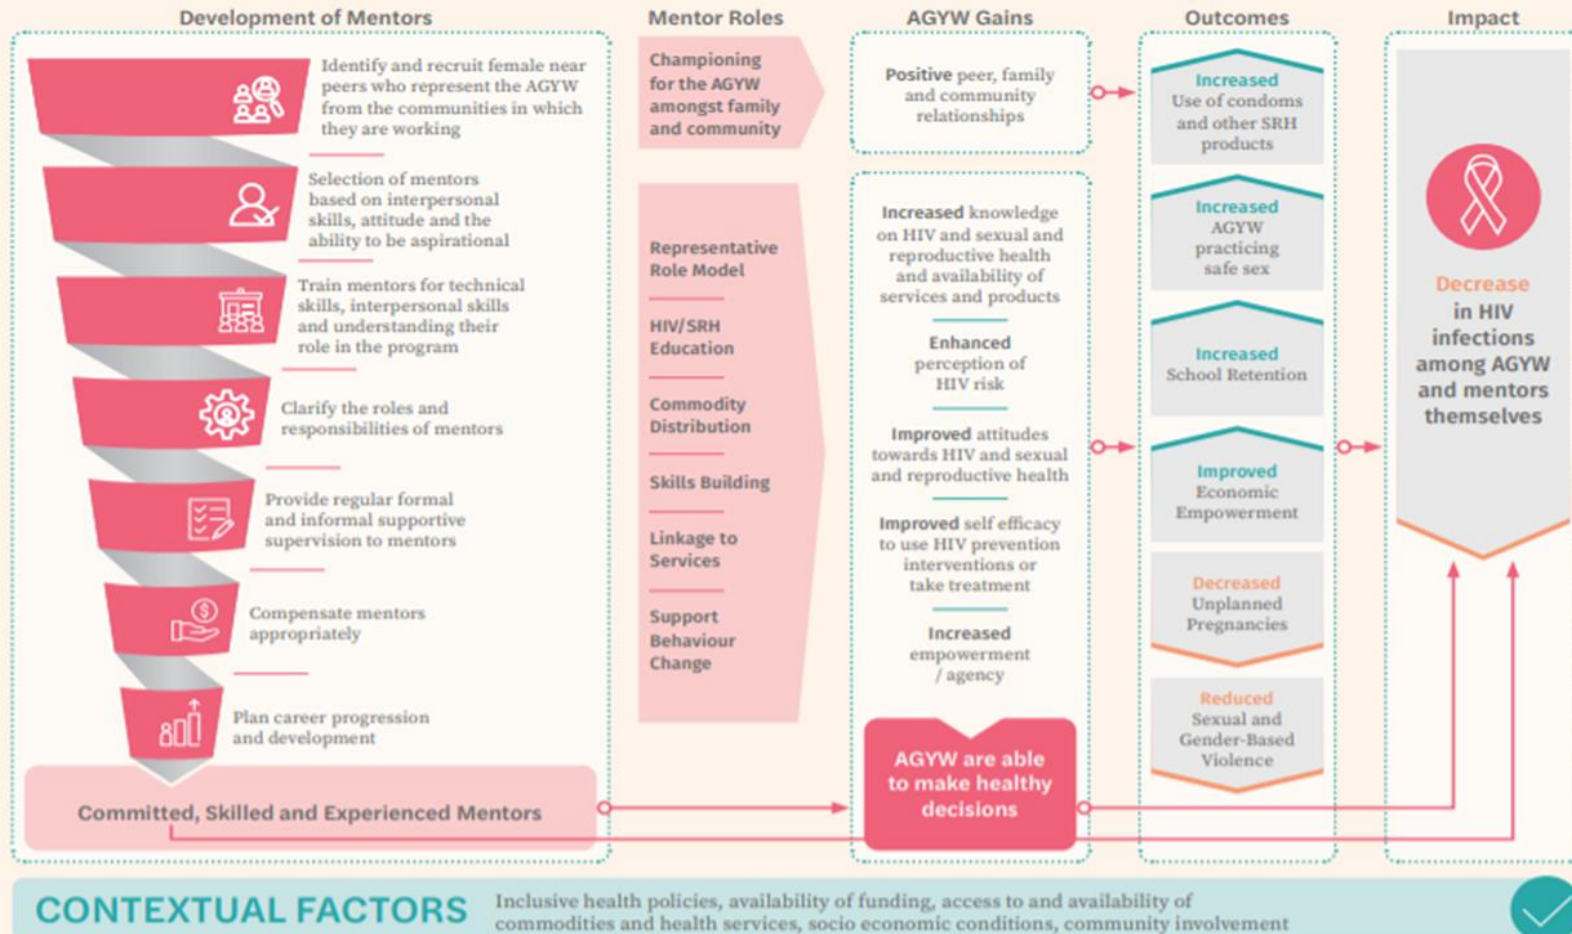 Development of Mentors
Identify and recruit female near
peers who represent the AGYW
from the communities in which
they are working
Selection of mentors
based on interpersonal
skills, attitude and the
ability to be aspirational
Train mentors for technical
skills, interpersonal skills
and understanding their
role in the program
Clarify the roles and
responsibilities of mentors
Provide regular formal
and informal supportive
supervision to mentors
Compensate mentors
appropriately
Plan career progression
and development
Committed, Skilled and Experienced Mentors
Mentor Roles
Championing
for the AGYW
amongst family
and community
Representative
Role Model
HIV/SRH
Education
Commodity
Distribution
Skills Building
Linkage to
Services
Support
Behaviour
Change
AGYW Gains
Positive peer, family
and community
relationships
Increased knowledge
on HIV and sexual and
reproductive health
and availability of
services and products
Enhanced
perception of
HIV risk
Improved attitudes
towards HIV and sexual
and reproductive health
Improved self efficacy
to use HIV prevention
interventions or
take treatment
Increased
empowerment
/ agency
AGYW are able
to make healthy
decisions
Outcomes
Increased
Use of condoms
and other SRH
products
Increased
AGYW
practicing
safe sex
Increased
School Retention
Improved
Economic
Empowerment
Decreased
Unplanned
Pregnancies
Reduced
Sexual and
Gender-Based
Violence
Impact
Decrease
in HIV
infections
among AGYW
and mentors
themselves
CONTEXTUAL FACTORS
Inclusive health policies, availability of funding, access to and availability of
commodities and health services, socio economic conditions, community involvement